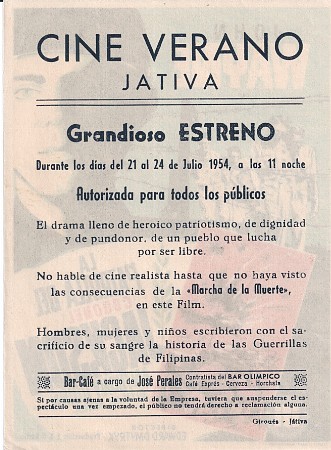 CINE VERANO
JATIVA
Grandioso ESTRENO
Durante los días del 21 al 24 de Julio 1954, a las 11 noche
Autorizada para todos los públicos
El drama lleno de heroico patriotismo, de dignidad
y de pundonor, de un pueblo que lucha
por ser libre.
No hable de cine realista hasta que no haya visto
las consecuencias de la «Marcha de la Muerte»,
en este Film.
Hombres, mujeres y niños escribieron con el sa-
crificio de su sangre la historia de las Guerrillas
de Filipinas.
Bar-Café a cargo de José Perales Contratista del BAR OLIMPICO
Café Exprés - Cerveza - Horchata
Si por causas ajenas a la voluntad de la Empresa, tuviera que suspenderse el es-
pectáculo una vez empezado, el público no tendrá derecho a reclamación alguna.
Gironés - Játiva